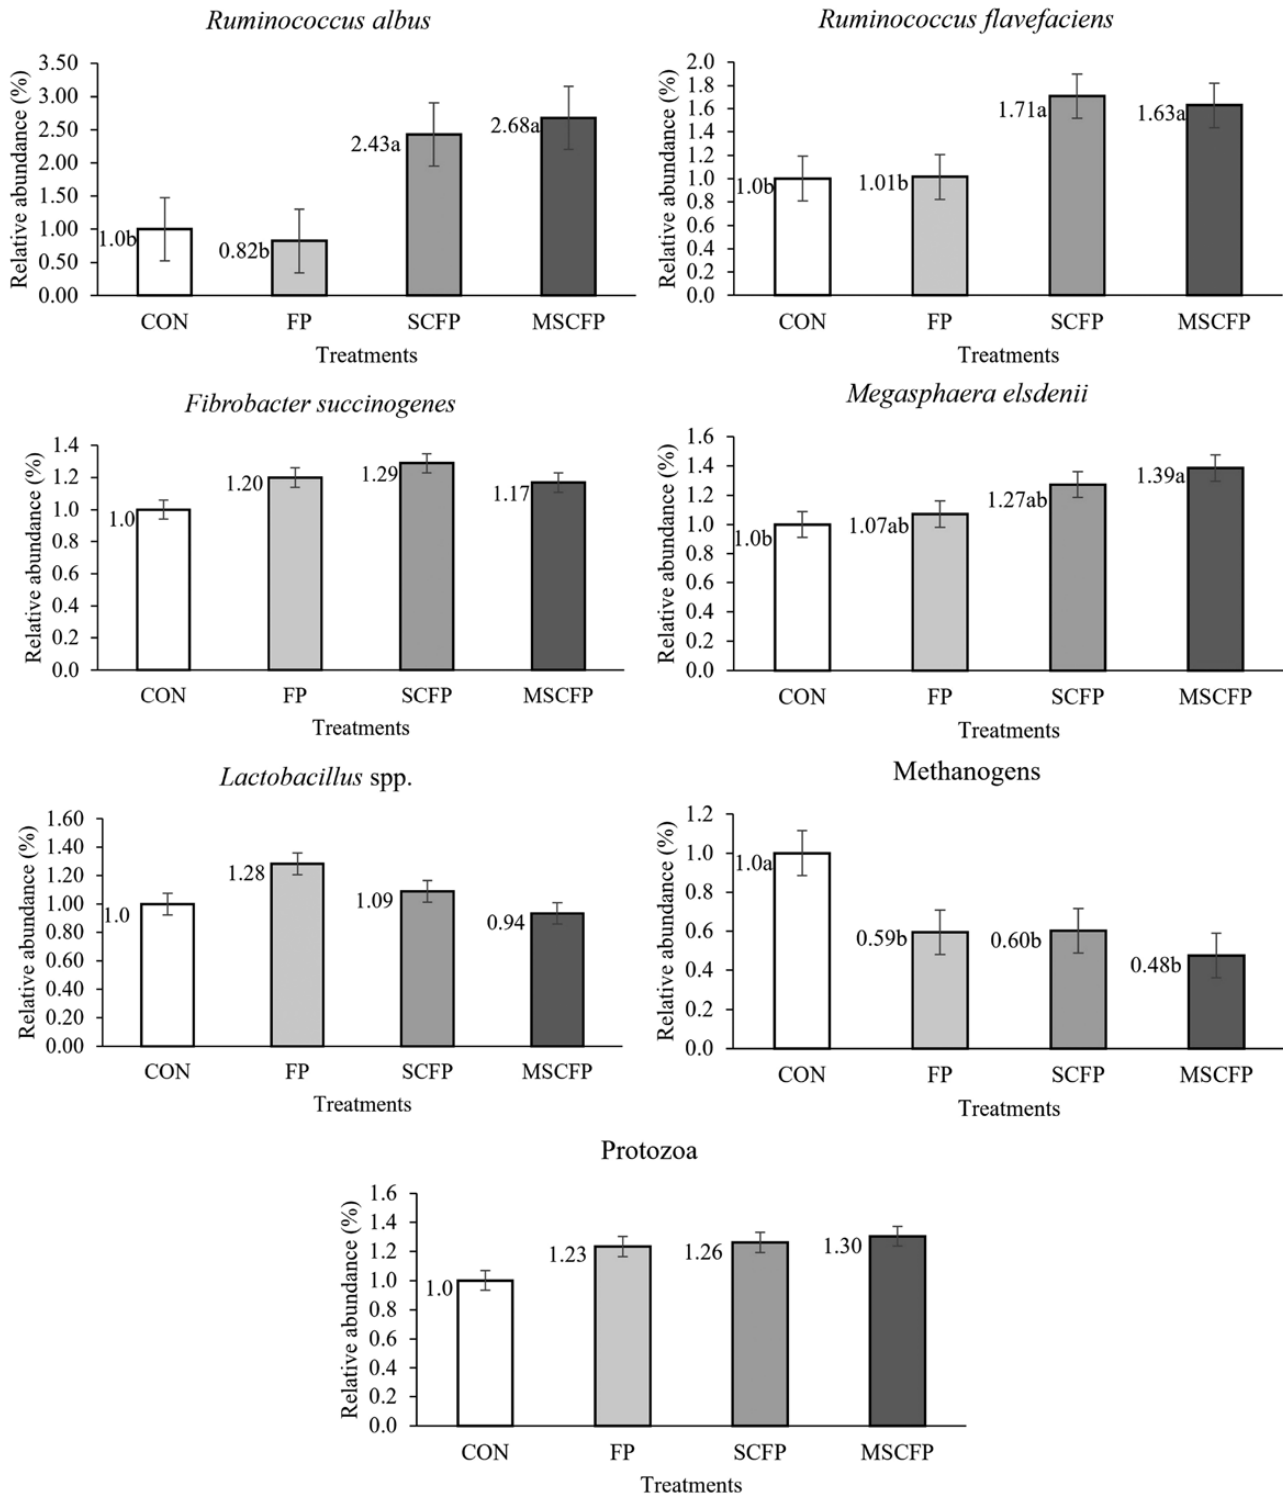 Ruminococcus albus
Relative abundance (%)
3.50
3.00
2.50
2.00
1.50
1.00
0.50
0.00
1.0b
0.82b
2.43a
2.68a
CON FP SCFP MSCFP
Treatments
Ruminococcus flavefaciens
Relative abundance (%)
2.0
1.8
1.6
1.4
1.2
1.0
0.8
0.6
0.4
0.2
0.0
1.0b
1.01b
1.71a
1.63a
CON FP SCFP MSCFP
Treatments
Fibrobacter succinogenes
Relative abundance (%)
1.4
1.2
1.0
0.8
0.6
0.4
0.2
0.0
1.0
1.20
1.29
1.17
CON FP SCFP MSCFP
Treatments
Megasphaera elsdenii
Relative abundance (%)
1.6
1.4
1.2
1.0
0.8
0.6
0.4
0.2
0.0
1.0b
1.07ab
1.27ab
1.39a
CON FP SCFP MSCFP
Treatments
Lactobacillus spp.
Relative abundance (%)
1.60
1.40
1.20
1.00
0.80
0.60
0.40
0.20
0.00
1.0
1.28
1.09
0.94
CON FP SCFP MSCFP
Treatments
Methanogens
Relative abundance (%)
1.2
1.0
0.8
0.6
0.4
0.2
0.0
1.0a
0.59b
0.60b
0.48b
CON FP SCFP MSCFP
Treatments
Protozoa
Relative abundance (%)
1.6
1.4
1.2
1.0
0.8
0.6
0.4
0.2
0.0
1.0
1.23
1.26
1.30
CON FP SCFP MSCFP
Treatments